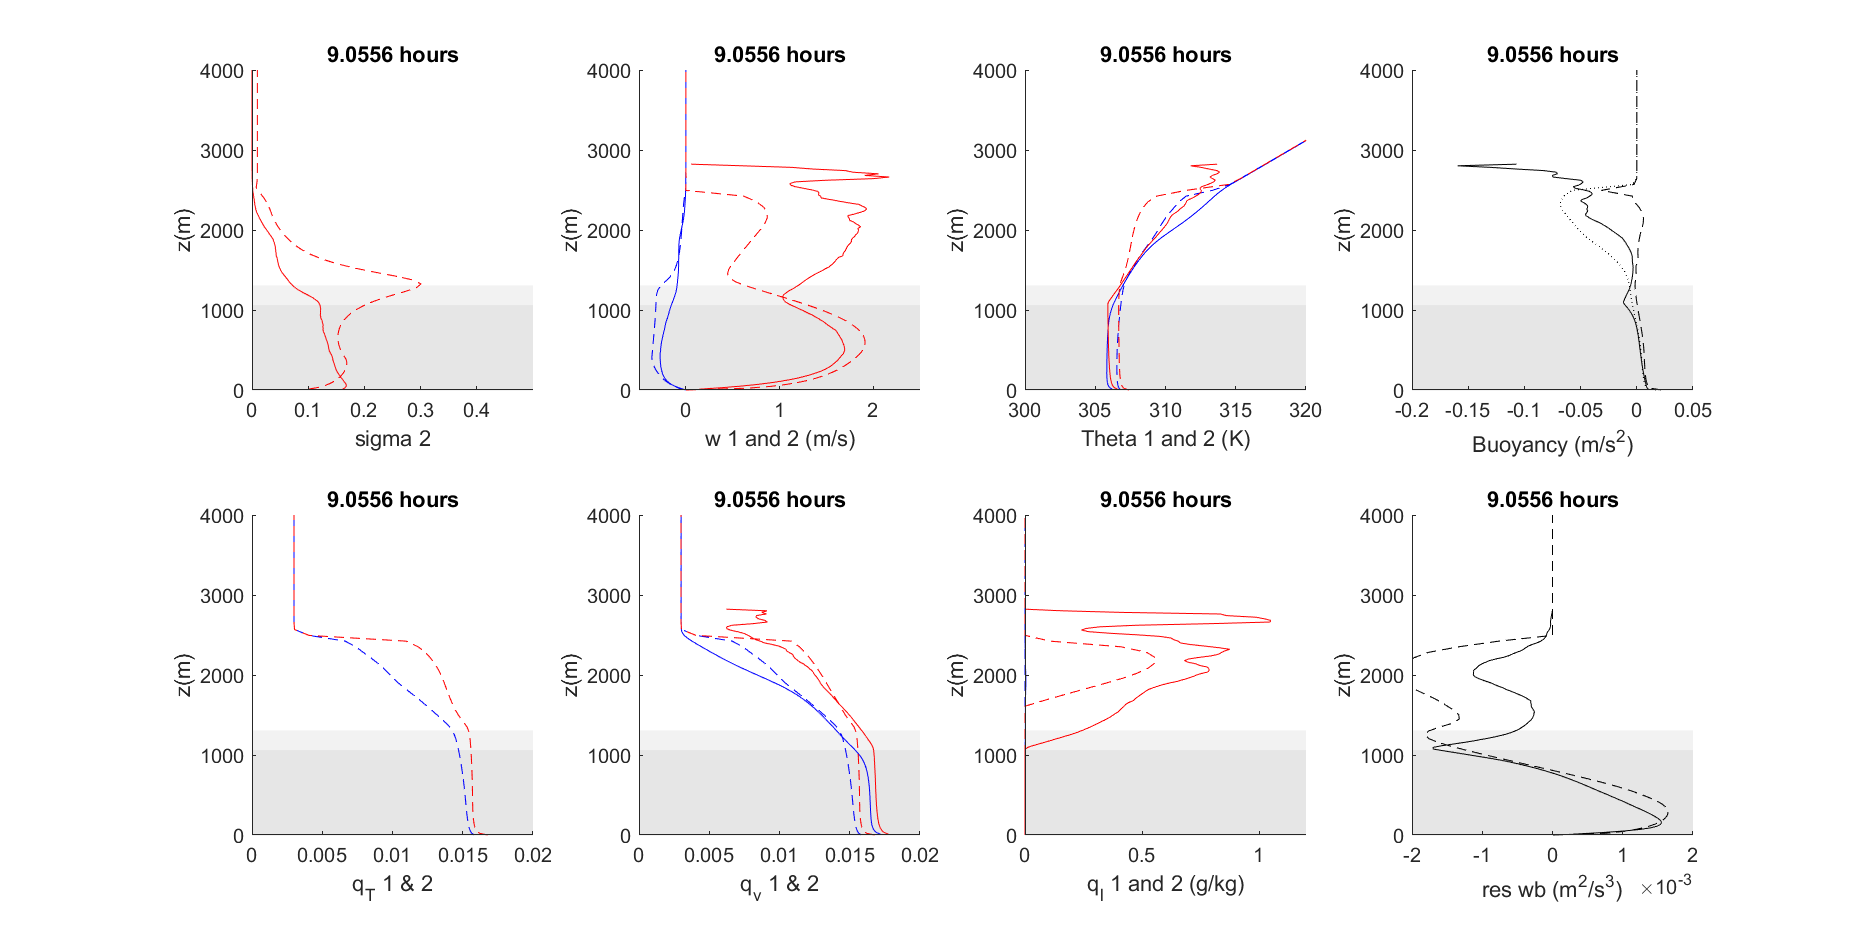 9.0556 hours 9.0556 hours 9.0556 hours 9.0556 hours
4000 4000 4000 4000
3000 3000 3000 3000
z(m) z(m) z(m) z(m)
2000 2000 2000 2000
1000 1000 1000 1000
0 0 0 0
0 0.1 0.2 0.3 0.4 0 1 2 300 305 310 315 320 -0.2 -0.15 -0.1 -0.05 0 0.05
sigma 2 w 1 and 2 (m/s) Theta 1 and 2 (K) Buoyancy (m/s²)
9.0556 hours 9.0556 hours 9.0556 hours 9.0556 hours
4000 4000 4000 4000
3000 3000 3000 3000
z(m) z(m) z(m) z(m)
2000 2000 2000 2000
1000 1000 1000 1000
0 0 0 0
0 0.005 0.01 0.015 0.02 0 0.005 0.01 0.015 0.02 0 0.5 1 -2 -1 0 1 2
q_T 1 & 2 q_v 1 & 2 q_l 1 and 2 (g/kg) res wb (m²/s³) ×10⁻³